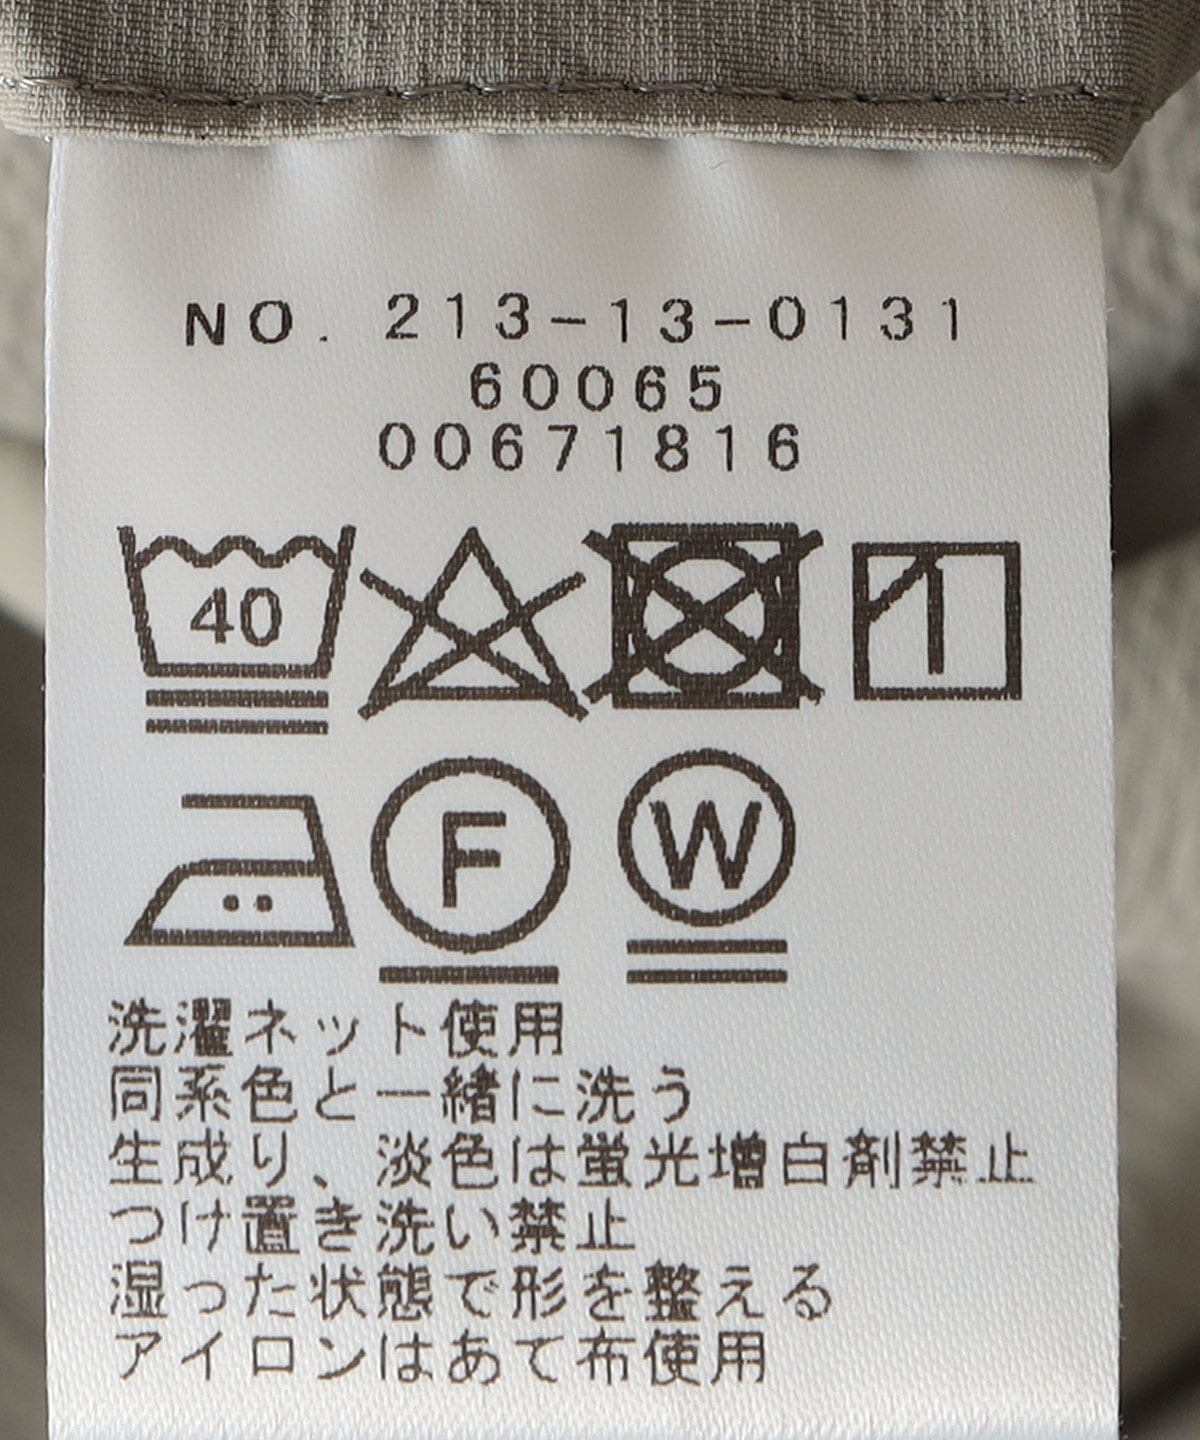 NO. 213-13-0131
60065
00671816
40
F
W
洗濯ネット使用
同系色と一緒に洗う
生成り、淡色は蛍光増白剤禁止
つけ置き洗い禁止
湿った状態で形を整える
アイロンはあて布使用